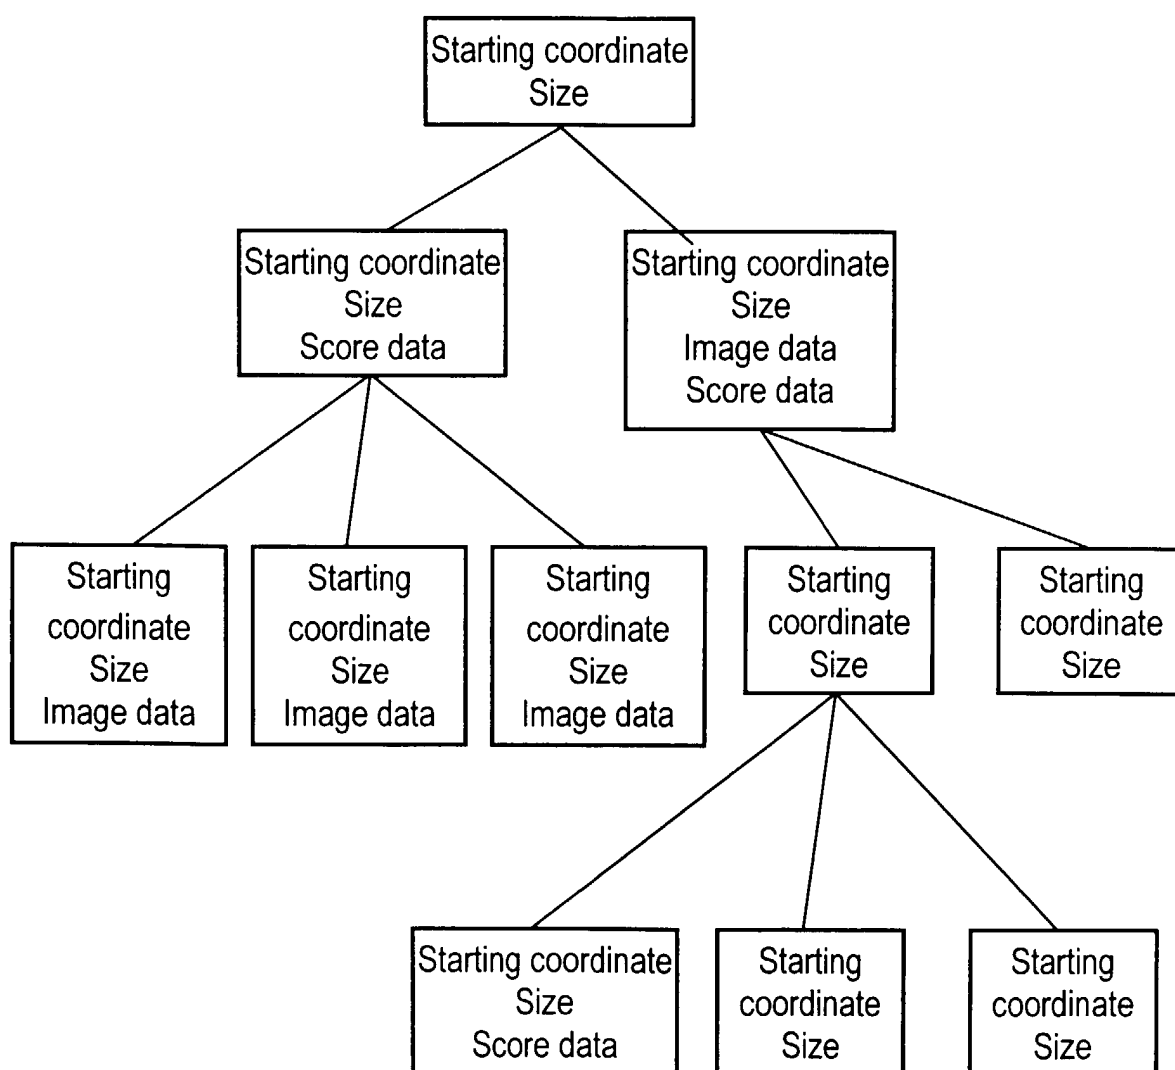 Starting coordinate
Size
Starting coordinate
Size
Score data
Starting coordinate
Size
Image data
Score data
Starting
coordinate
Size
Image data
Starting
coordinate
Size
Image data
Starting
coordinate
Size
Image data
Starting
coordinate
Size
Starting
coordinate
Size
Starting coordinate
Size
Score data
Starting
coordinate
Size
Starting
coordinate
Size